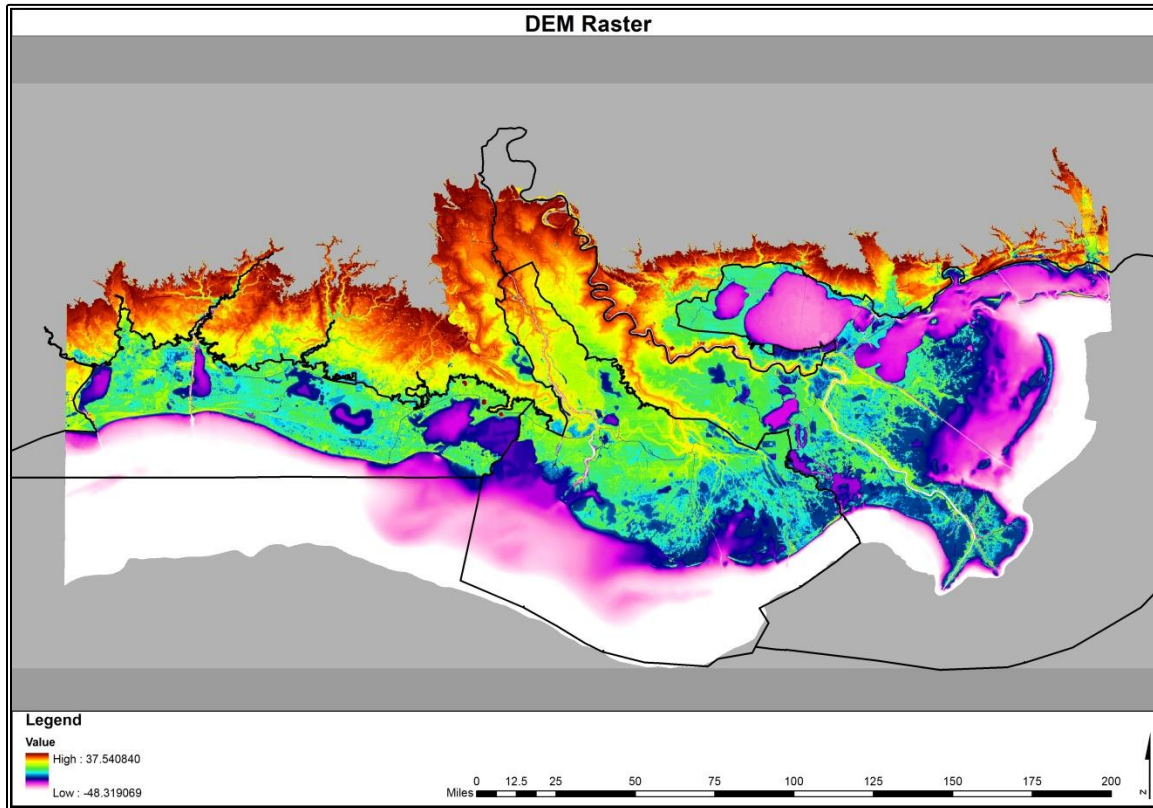 DEM Raster
Legend
Value
High : 37.540840
Low : -48.319069
Miles 0 12.5 25 50 75 100 125 150 175 200
N